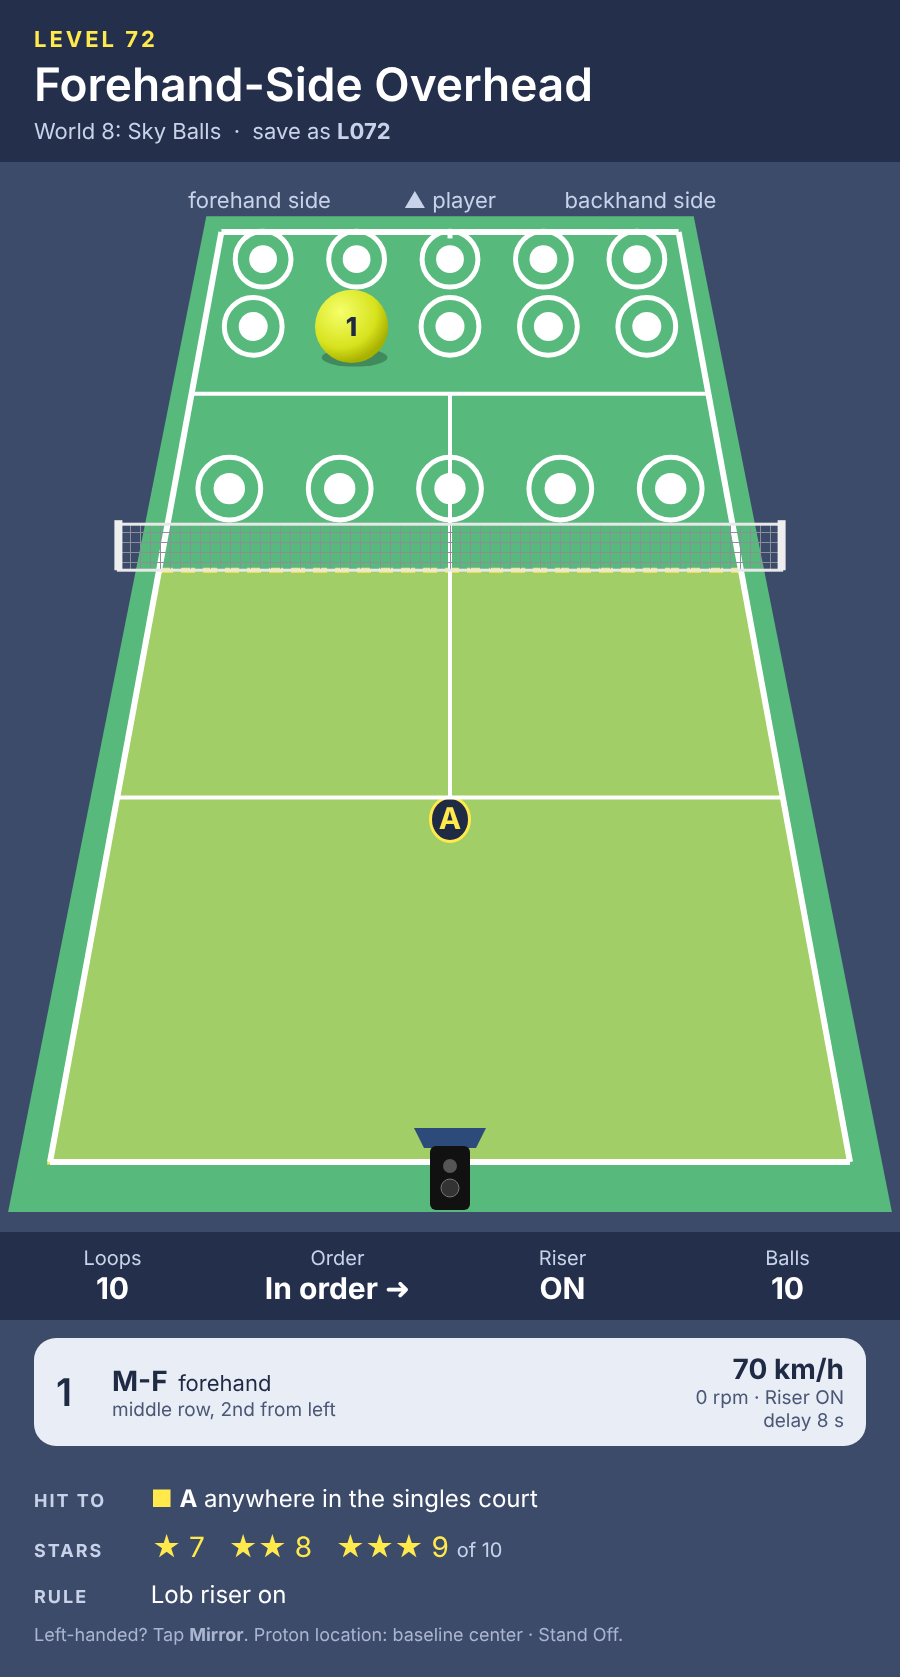 LEVEL 72
Forehand-Side Overhead
World 8: Sky Balls · save as L072
forehand side ▲ player backhand side
1
A
Loops Order Riser Balls
10 In order ➜ ON 10
1 M-F forehand 70 km/h
middle row, 2nd from left 0 rpm · Riser ON
delay 8 s
HIT TO ■ A anywhere in the singles court
STARS ★ 7 ★★ 8 ★★★ 9 of 10
RULE Lob riser on
Left-handed? Tap Mirror. Proton location: baseline center · Stand Off.